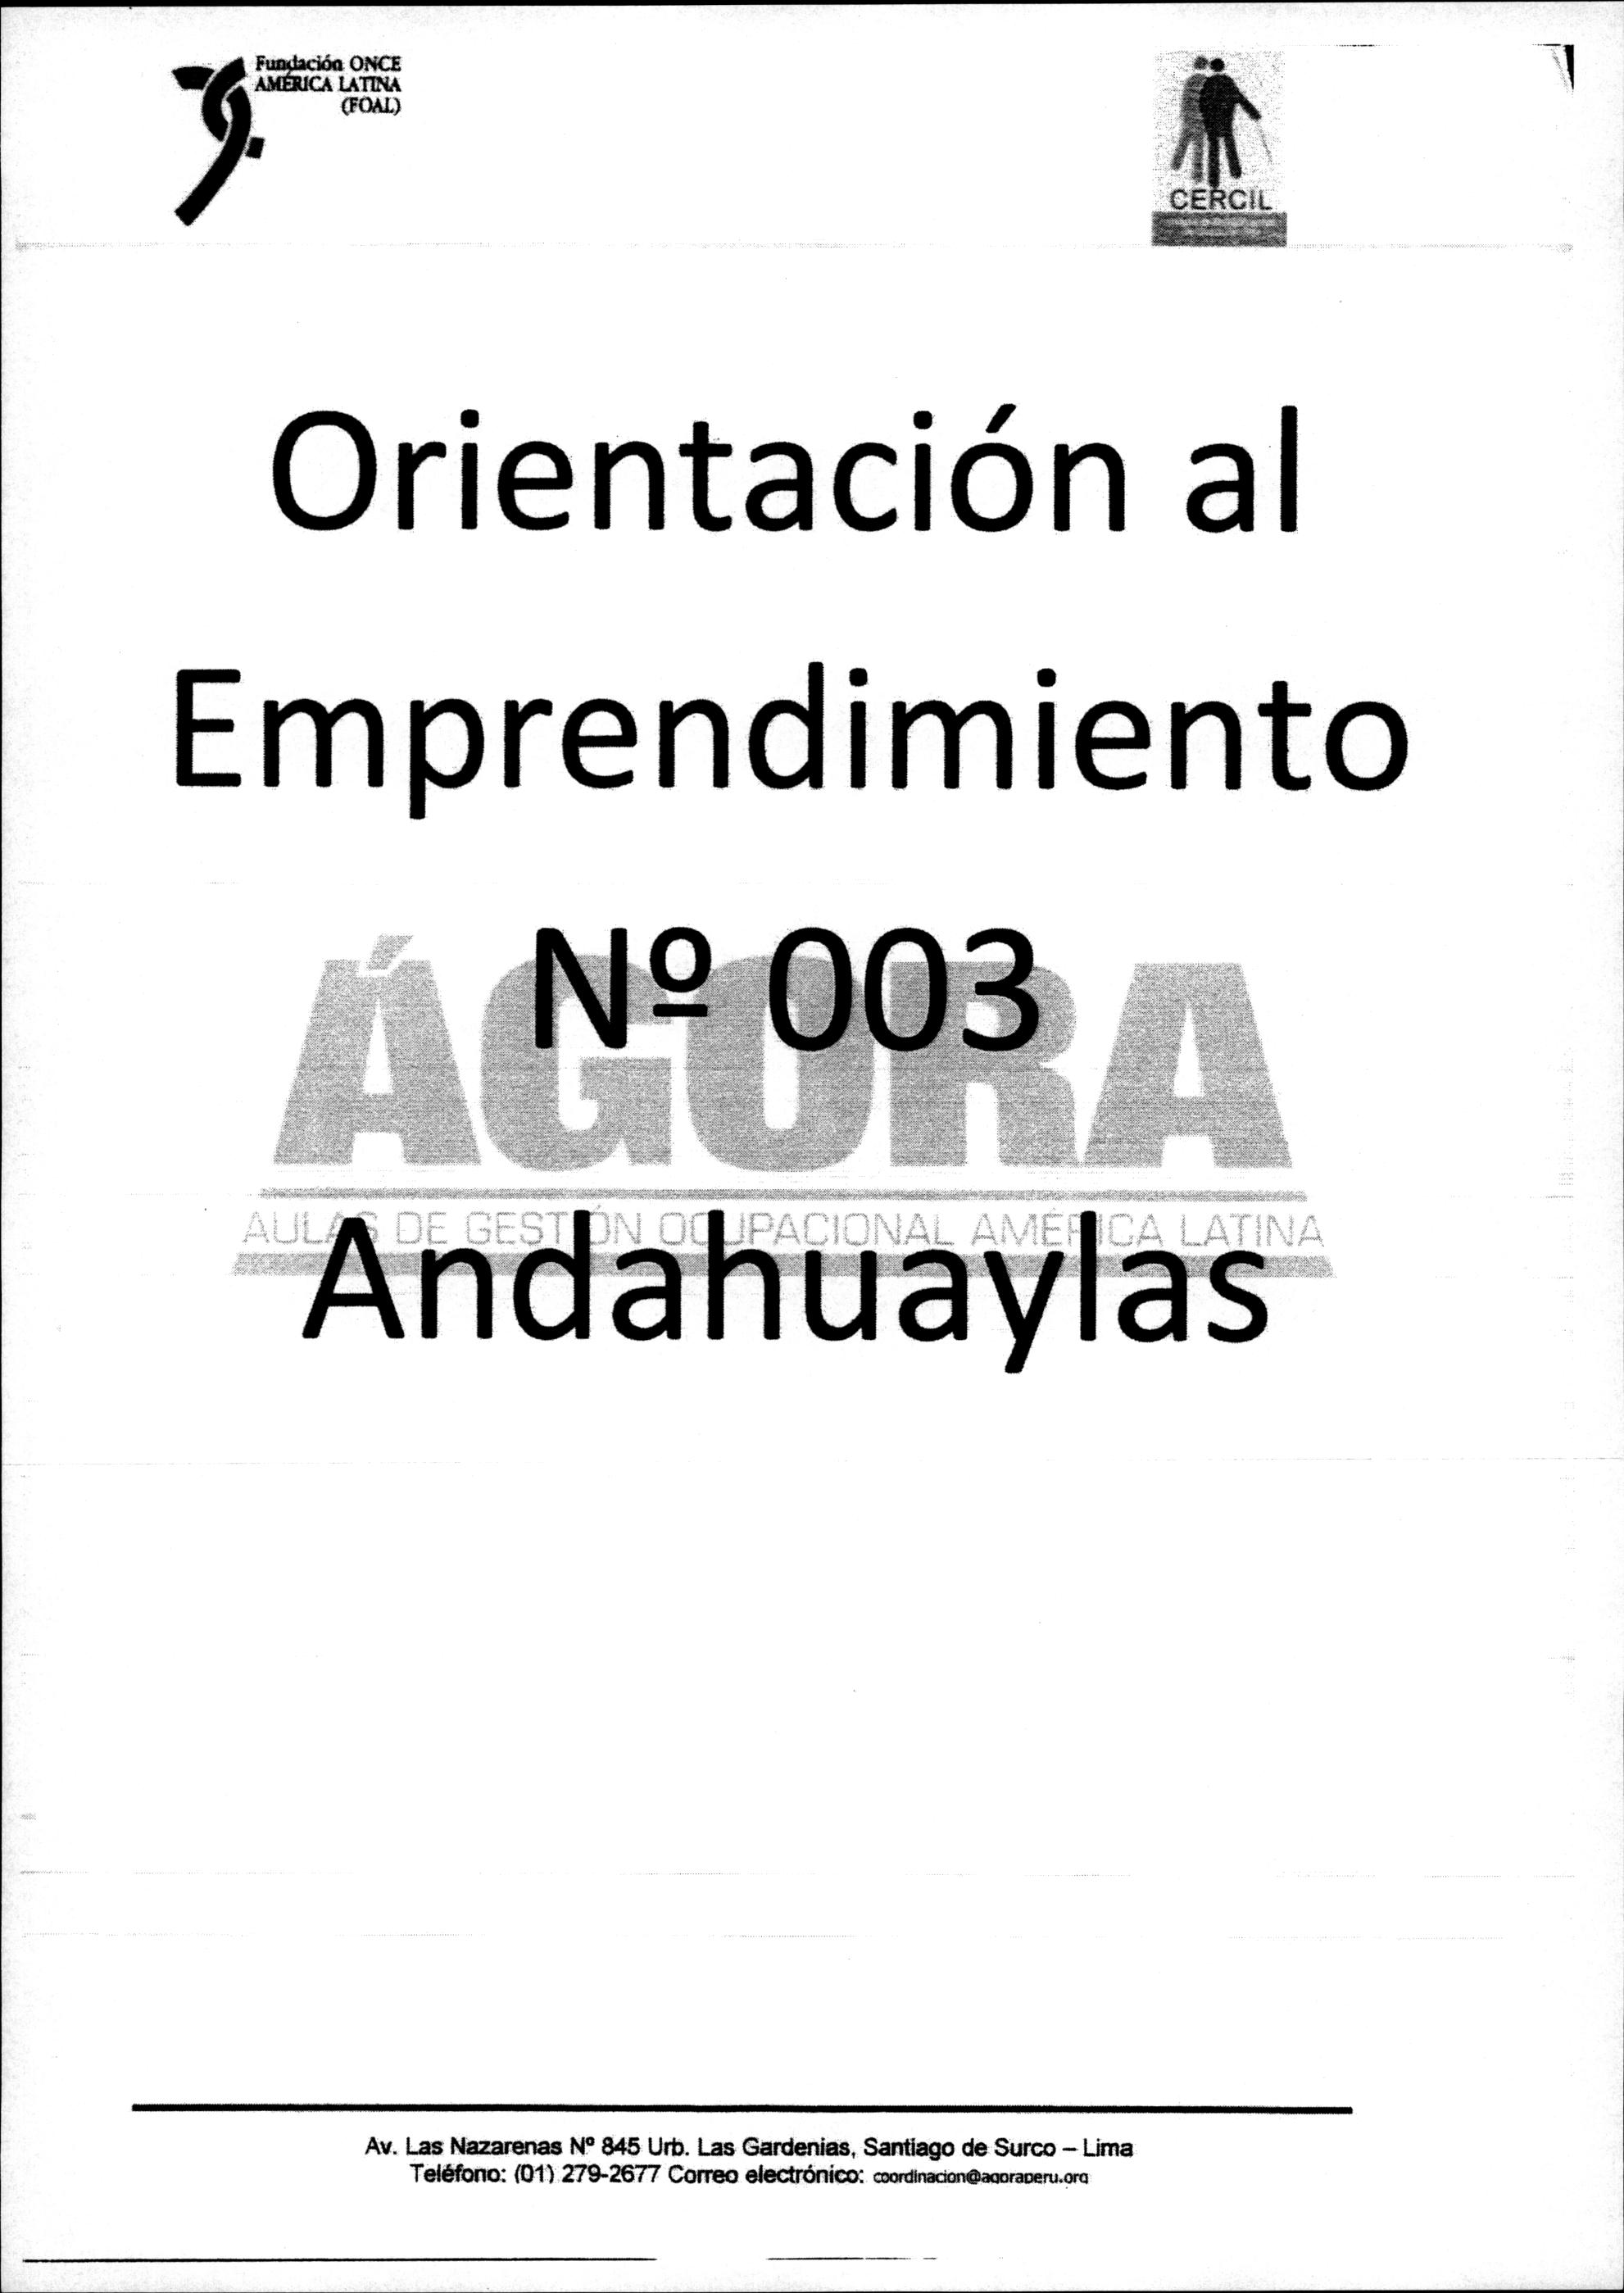 Fundación ONCE
AMÉRICA LATINA
(FOAL)
CERCIL
Orientación al
Emprendimiento
Nº 003
ÁGORA
AULAS DE GESTIÓN OCUPACIONAL AMÉRICA LATINA
Andahuaylas
Av. Las Nazarenas Nº 845 Urb. Las Gardenias, Santiago de Surco – Lima
Teléfono: (01) 279-2677 Correo electrónico: coordinacion@agoraperu.org